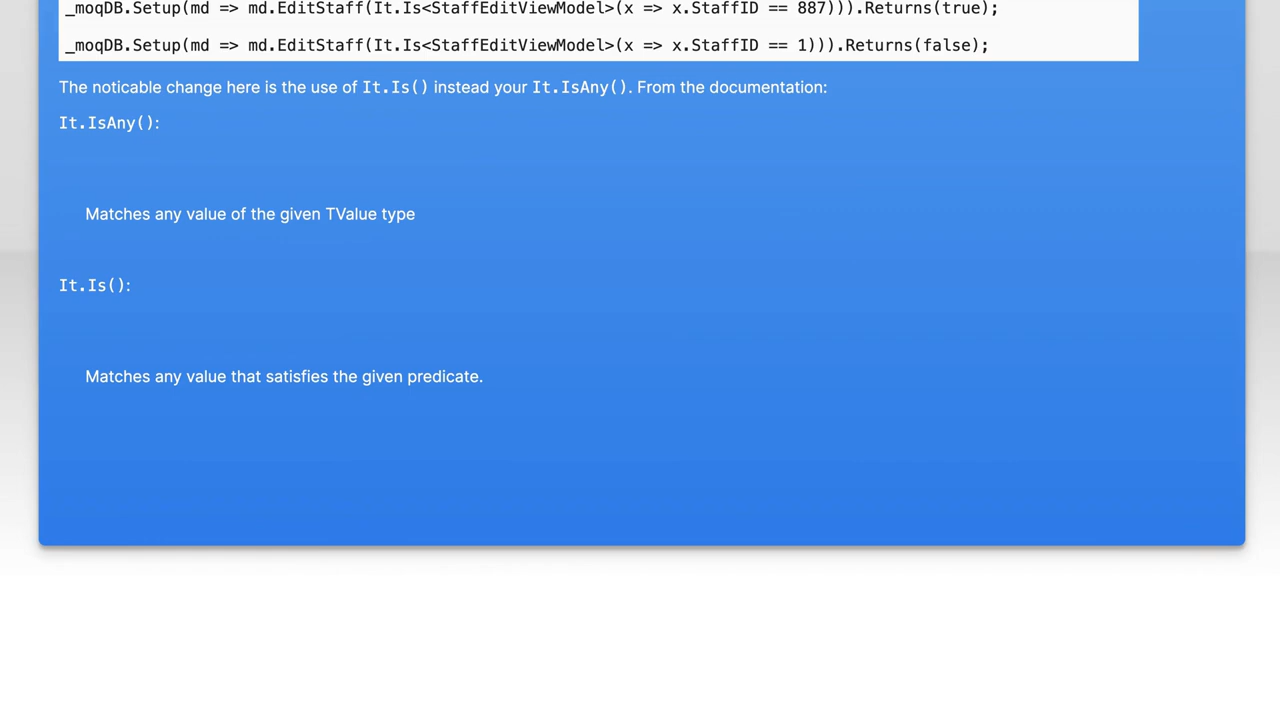 _moqDB.Setup(md => md.EditStaff(It.Is<StaffEditViewModel>(x => x.StaffID == 887))).Returns(true);
_moqDB.Setup(md => md.EditStaff(It.Is<StaffEditViewModel>(x => x.StaffID == 1))).Returns(false);
The noticable change here is the use of It.Is() instead your It.IsAny(). From the documentation:
It.IsAny():
Matches any value of the given TValue type
It.Is():
Matches any value that satisfies the given predicate.